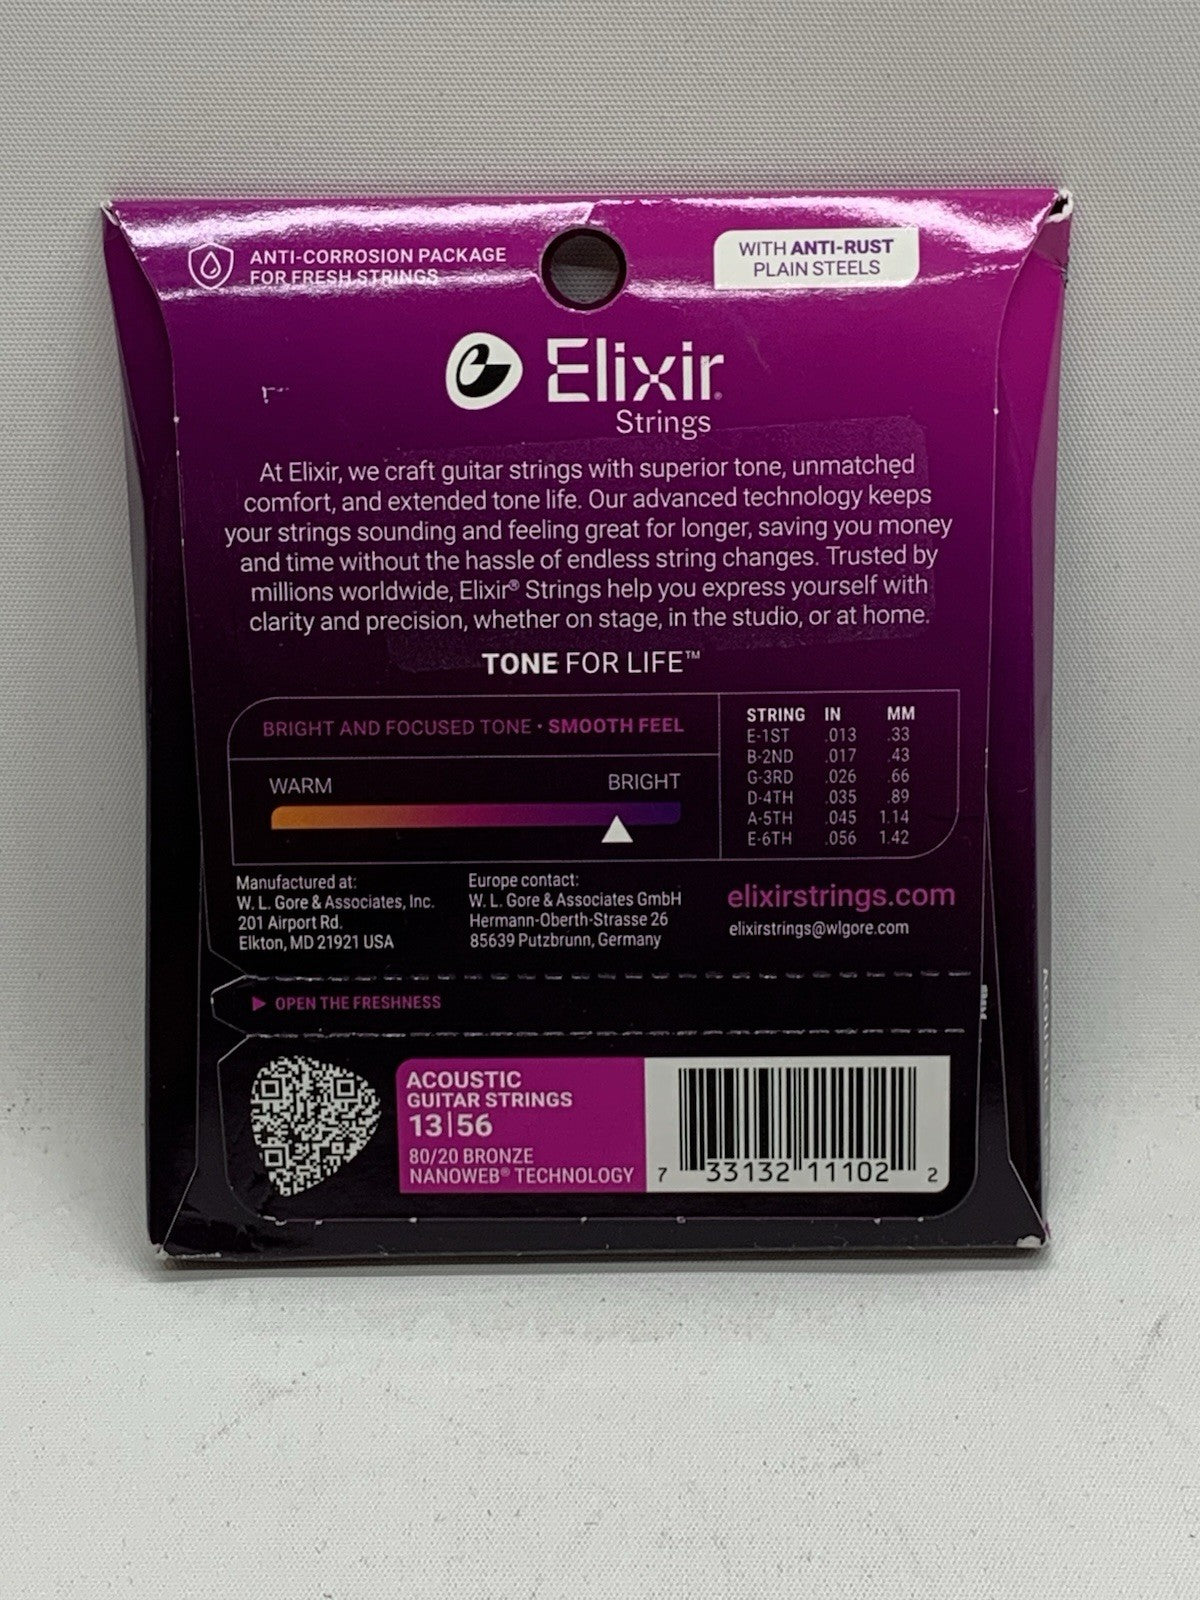 ANTI-CORROSION PACKAGE
FOR FRESH STRINGS
WITH ANTI-RUST
PLAIN STEELS
Elixir®
Strings
At Elixir, we craft guitar strings with superior tone, unmatched
comfort, and extended tone life. Our advanced technology keeps
your strings sounding and feeling great for longer, saving you money
and time without the hassle of endless string changes. Trusted by
millions worldwide, Elixir® Strings help you express yourself with
clarity and precision, whether on stage, in the studio, or at home.
TONE FOR LIFE™
BRIGHT AND FOCUSED TONE • SMOOTH FEEL
WARM BRIGHT
STRING IN MM
E-1ST .013 .33
B-2ND .017 .43
G-3RD .026 .66
D-4TH .035 .89
A-5TH .045 1.14
E-6TH .056 1.42
Manufactured at:
W. L. Gore & Associates, Inc.
201 Airport Rd.
Elkton, MD 21921 USA
Europe contact:
W. L. Gore & Associates GmbH
Hermann-Oberth-Strasse 26
85639 Putzbrunn, Germany
elixirstrings.com
elixirstrings@wlgore.com
OPEN THE FRESHNESS
ACOUSTIC
GUITAR STRINGS
13|56
80/20 BRONZE
NANOWEB® TECHNOLOGY
7 33132 11102 2